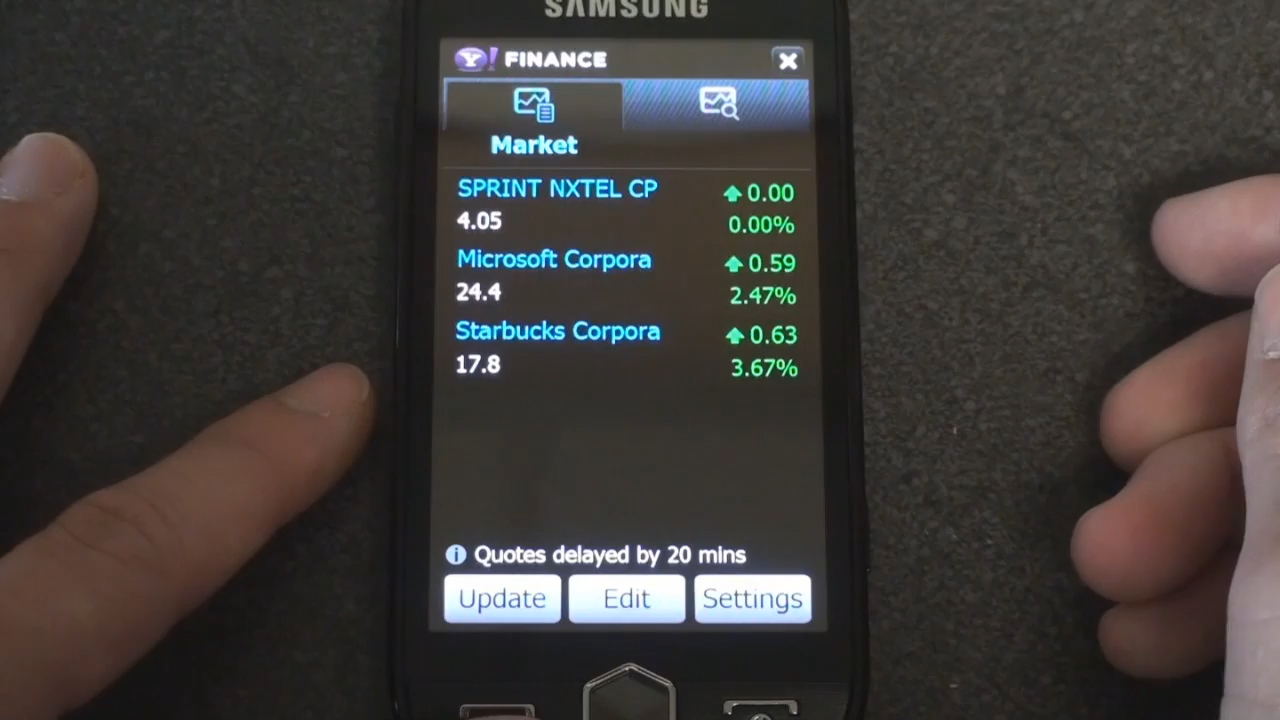 SAMSUNG
Y! FINANCE
Market
SPRINT NXTEL CP 0.00
4.05 0.00%
Microsoft Corpora 0.59
24.4 2.47%
Starbucks Corpora 0.63
17.8 3.67%
Quotes delayed by 20 mins
Update Edit Settings